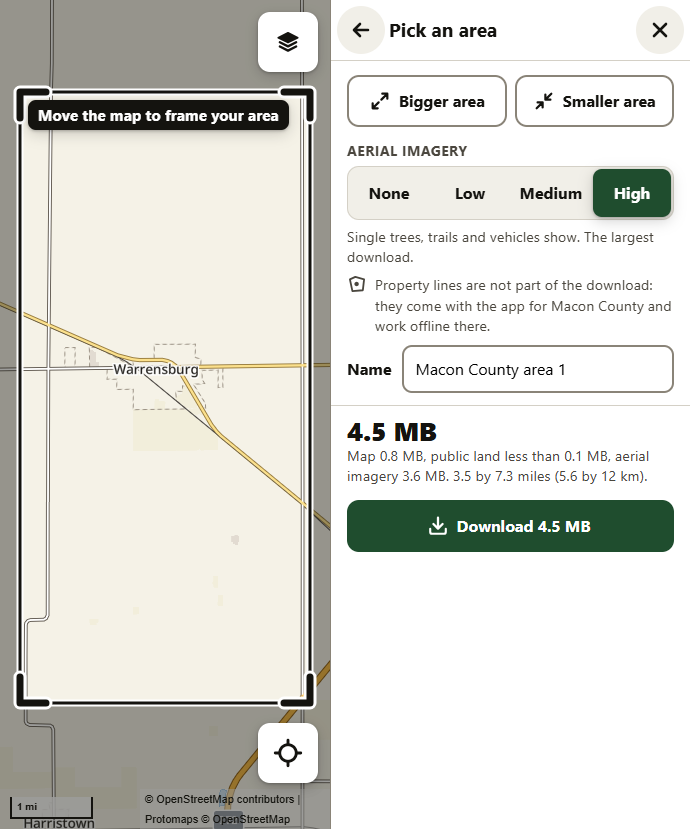 Move the map to frame your area
Warrensburg
1 mi
Harristown
© OpenStreetMap contributors |
Protomaps © OpenStreetMap
Pick an area
Bigger area
Smaller area
AERIAL IMAGERY
None
Low
Medium
High
Single trees, trails and vehicles show. The largest
download.
Property lines are not part of the download:
they come with the app for Macon County and
work offline there.
Name
Macon County area 1
4.5 MB
Map 0.8 MB, public land less than 0.1 MB, aerial
imagery 3.6 MB. 3.5 by 7.3 miles (5.6 by 12 km).
Download 4.5 MB